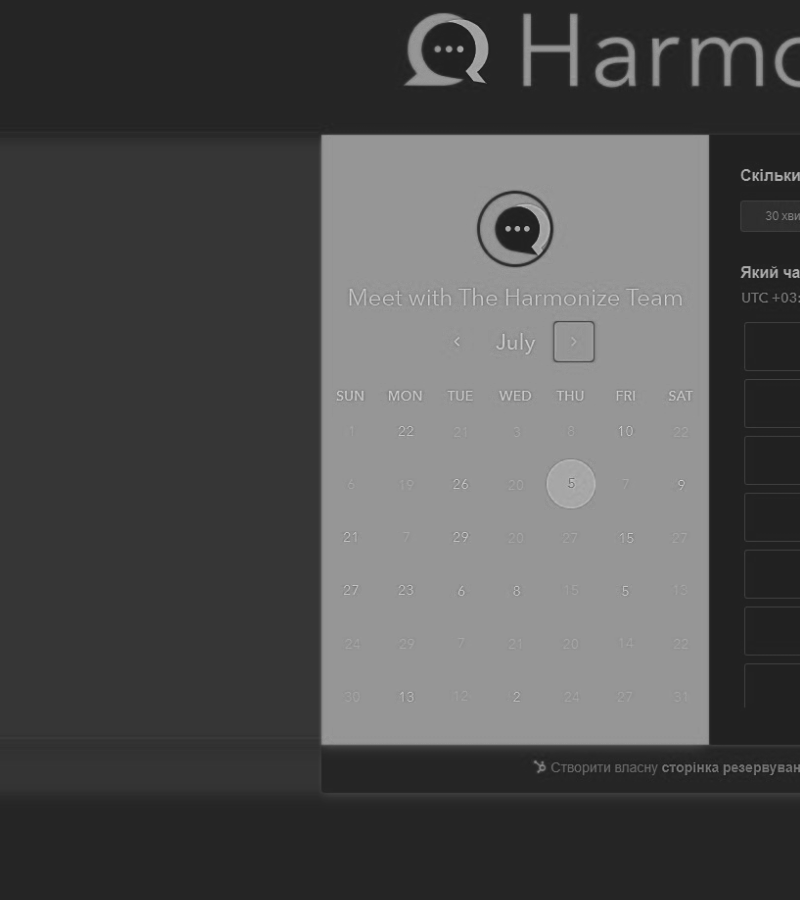 Harmo
Meet with The Harmonize Team
July
SUN MON TUE WED THU FRI SAT
1 22 21 3 8 10 22
6 19 26 20 5 7 9
21 7 29 20 27 15 27
27 23 6 8 15 5 13
24 29 7 21 20 14 22
30 13 12 2 24 27 31
Скільки
30 хви
Який ча
UTC +03:
Створити власну сторінка резервуван